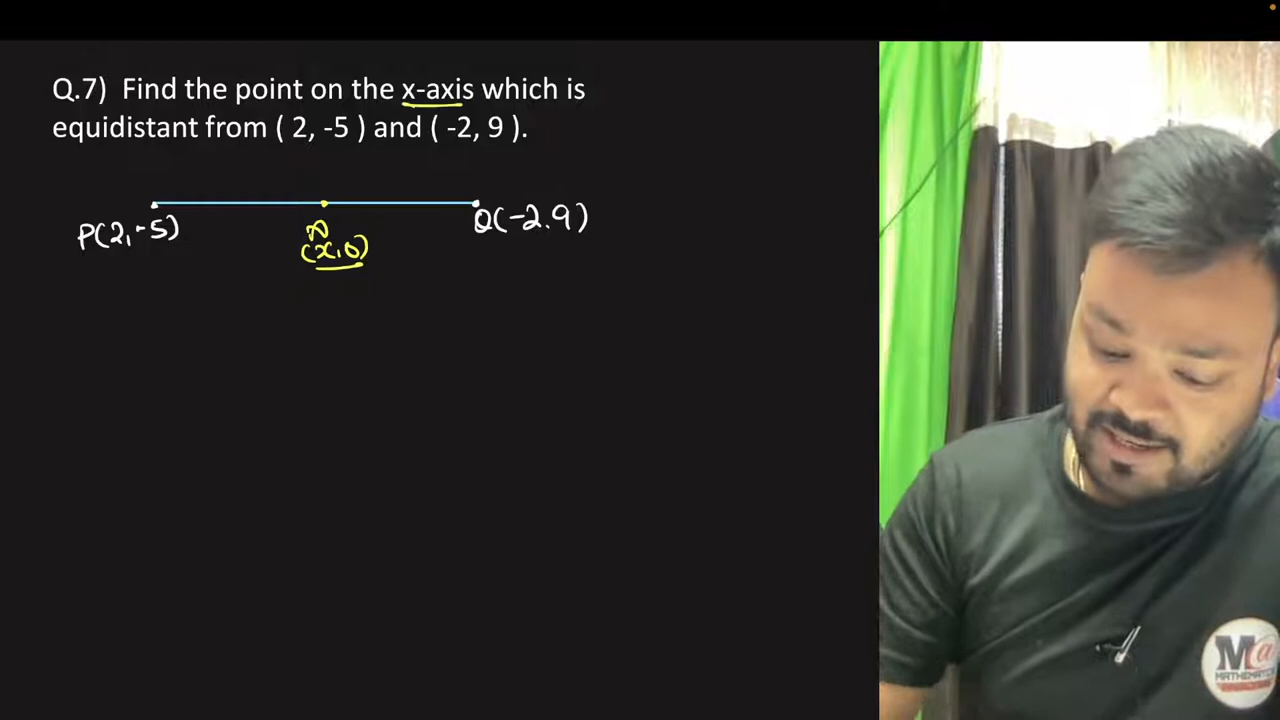 Q.7) Find the point on the x-axis which is
equidistant from ( 2, -5 ) and ( -2, 9 ).
P(2,-5)
Q(-2.9)
A
(x,0)
M@
MATHEMATICS